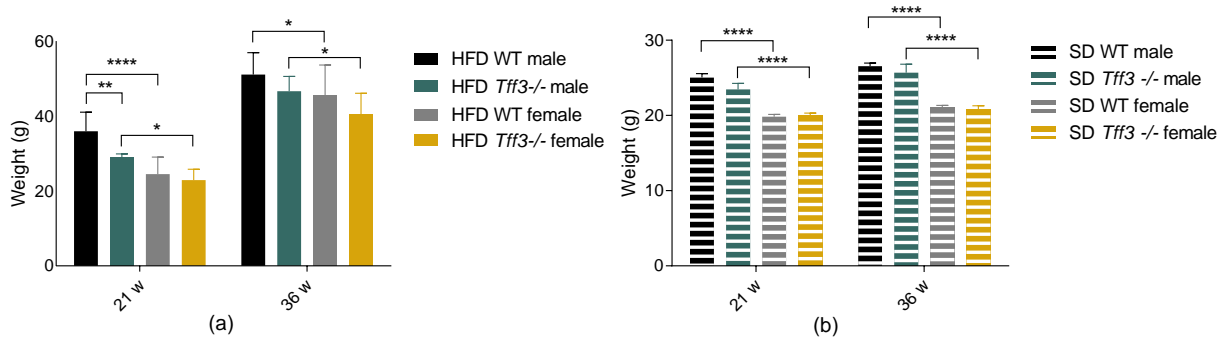 (a)
Weight (g)
60
40
20
0
****
**
*
*
*
21 w
36 w
HFD WT male
HFD Tff3-/- male
HFD WT female
HFD Tff3-/- female
(b)
Weight (g)
30
20
10
0
****
****
****
****
21 w
36 w
SD WT male
SD Tff3 -/- male
SD WT female
SD Tff3 -/- female